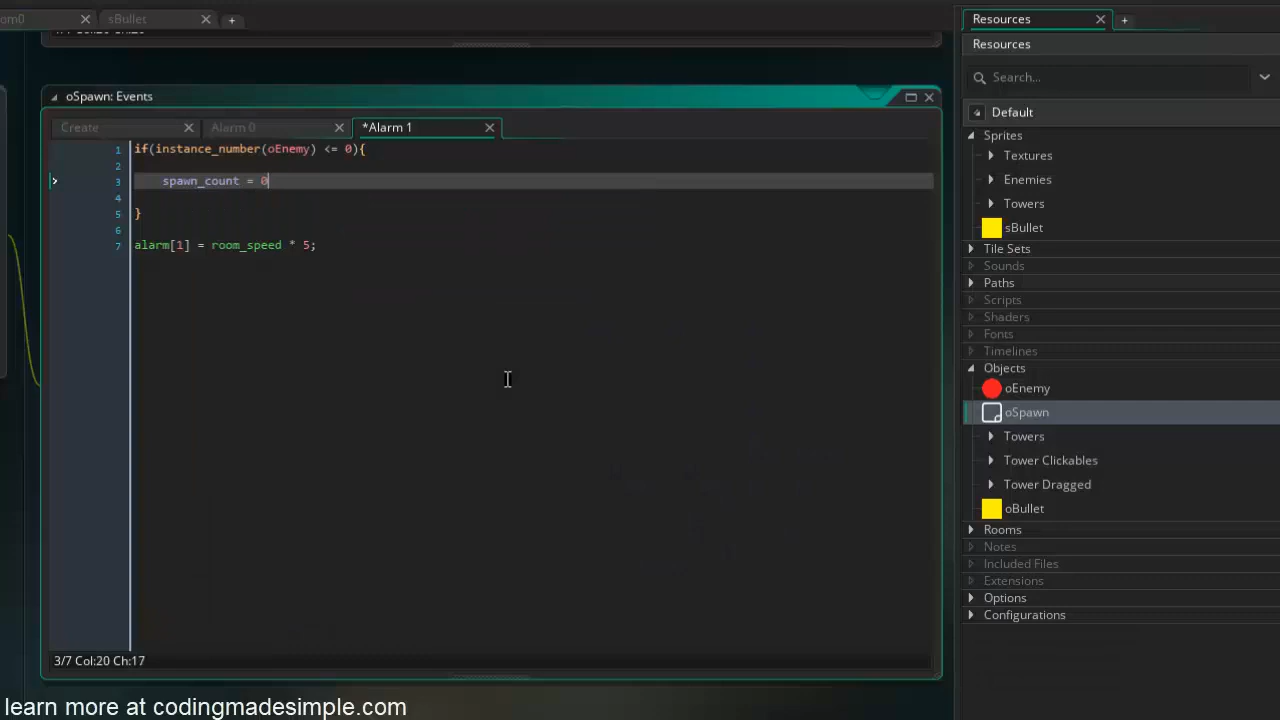 om0
sBullet
Resources
Resources
Search...
Default
Sprites
Textures
Enemies
Towers
sBullet
Tile Sets
Sounds
Paths
Scripts
Shaders
Fonts
Timelines
Objects
oEnemy
oSpawn
Towers
Tower Clickables
Tower Dragged
oBullet
Rooms
Notes
Included Files
Extensions
Options
Configurations
oSpawn: Events
Create
Alarm 0
*Alarm 1
1 if(instance_number(oEnemy) <= 0){
2
3 spawn_count = 0
4
5 }
6
7 alarm[1] = room_speed * 5;
3/7 Col:20 Ch:17
learn more at codingmadesimple.com